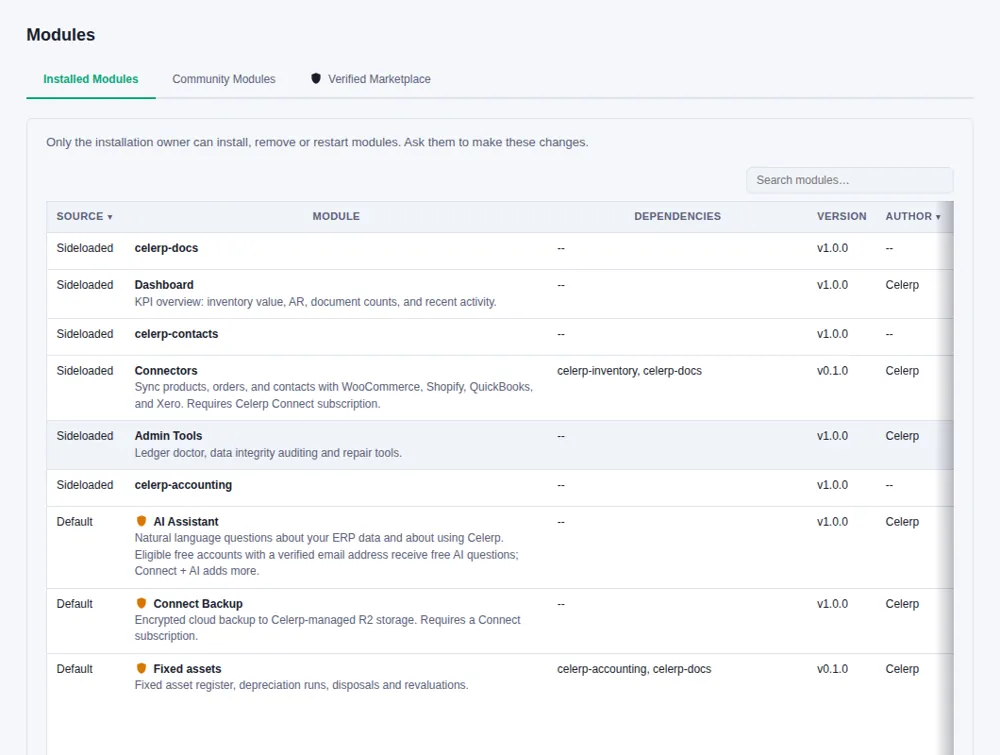 Modules
Installed Modules Community Modules Verified Marketplace
Only the installation owner can install, remove or restart modules. Ask them to make these changes.
Search modules…
SOURCE ▾ MODULE DEPENDENCIES VERSION AUTHOR ▾
Sideloaded celerp-docs -- v1.0.0 --
Sideloaded Dashboard -- v1.0.0 Celerp
KPI overview: inventory value, AR, document counts, and recent activity.
Sideloaded celerp-contacts -- v1.0.0 --
Sideloaded Connectors celerp-inventory, celerp-docs v0.1.0 Celerp
Sync products, orders, and contacts with WooCommerce, Shopify, QuickBooks,
and Xero. Requires Celerp Connect subscription.
Sideloaded Admin Tools -- v1.0.0 Celerp
Ledger doctor, data integrity auditing and repair tools.
Sideloaded celerp-accounting -- v1.0.0 --
Default AI Assistant -- v1.0.0 Celerp
Natural language questions about your ERP data and about using Celerp.
Eligible free accounts with a verified email address receive free AI questions;
Connect + AI adds more.
Default Connect Backup -- v1.0.0 Celerp
Encrypted cloud backup to Celerp-managed R2 storage. Requires a Connect
subscription.
Default Fixed assets celerp-accounting, celerp-docs v0.1.0 Celerp
Fixed asset register, depreciation runs, disposals and revaluations.